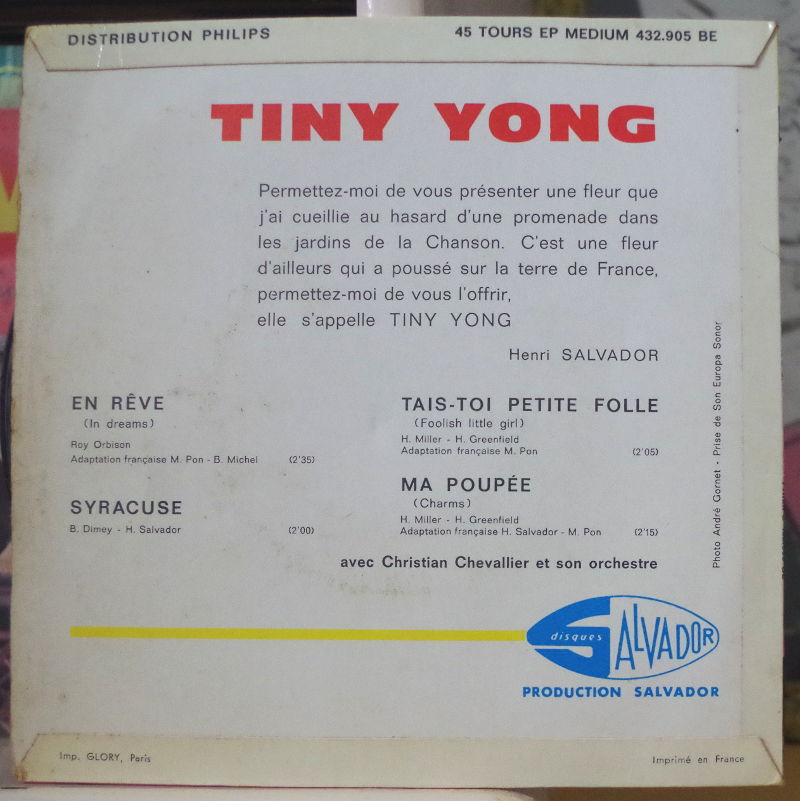 DISTRIBUTION PHILIPS
45 TOURS EP MEDIUM 432.905 BE
TINY YONG
Permettez-moi de vous présenter une fleur que
j'ai cueillie au hasard d'une promenade dans
les jardins de la Chanson. C'est une fleur
d'ailleurs qui a poussé sur la terre de France,
permettez-moi de vous l'offrir,
elle s'appelle TINY YONG
Henri SALVADOR
EN RÊVE
(In dreams)
Roy Orbison
Adaptation française M. Pon - B. Michel (2'35)
SYRACUSE
B. Dimey - H. Salvador (2'00)
TAIS-TOI PETITE FOLLE
(Foolish little girl)
H. Miller - H. Greenfield
Adaptation française M. Pon (2'05)
MA POUPÉE
(Charms)
H. Miller - H. Greenfield
Adaptation française H. Salvador - M. Pon (2'15)
avec Christian Chevallier et son orchestre
Photo André Gornet - Prise de Son Europa Sonor
disques SALVADOR
PRODUCTION SALVADOR
Imp. GLORY, Paris
Imprimé en France